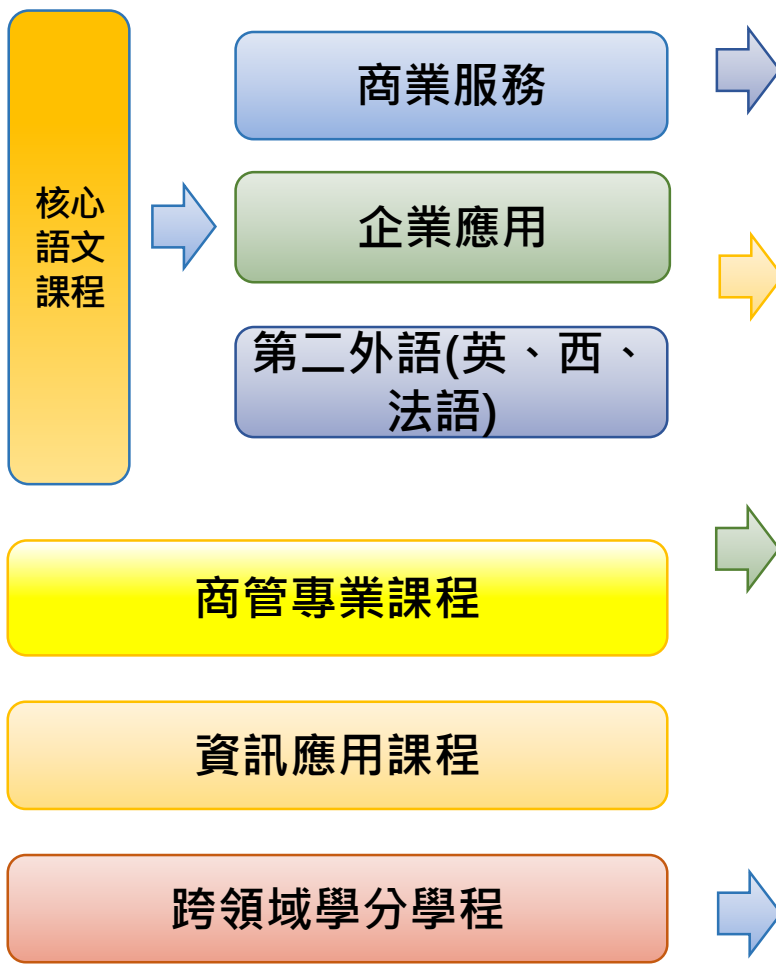 核心
語文
課程
商業服務
企業應用
第二外語(英、西、
法語)
商管專業課程
資訊應用課程
跨領域學分學程